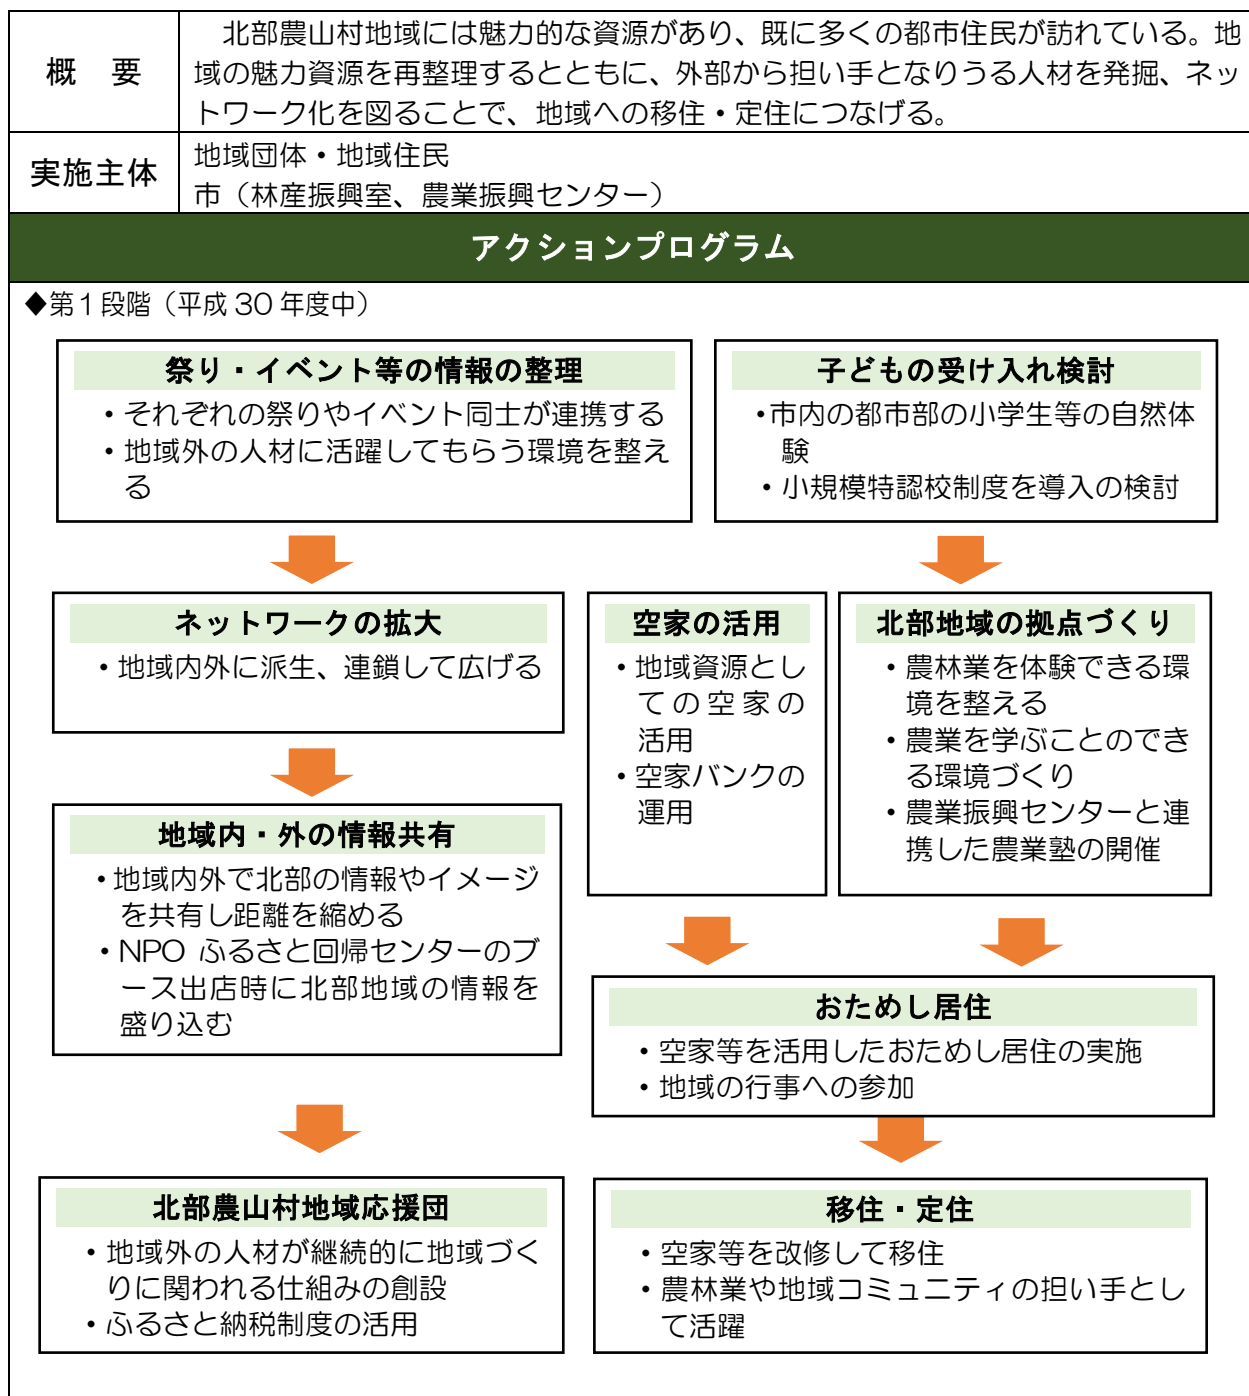 概　要
北部農山村地域には魅力的な資源があり、既に多くの都市住民が訪れている。地
域の魅力資源を再整理するとともに、外部から担い手となりうる人材を発掘、ネッ
トワーク化を図ることで、地域への移住・定住につなげる。
実施主体
地域団体・地域住民
市（林産振興室、農業振興センター）
アクションプログラム
◆第１段階（平成 30 年度中）
祭り・イベント等の情報の整理
・それぞれの祭りやイベント同士が連携する
・地域外の人材に活躍してもらう環境を整え
る
子どもの受け入れ検討
・市内の都市部の小学生等の自然体
験
・小規模特認校制度を導入の検討
ネットワークの拡大
・地域内外に派生、連鎖して広げる
空家の活用
・地域資源とし
ての空家の
活用
・空家バンクの
運用
北部地域の拠点づくり
・農林業を体験できる環
境を整える
・農業を学ぶことのでき
る環境づくり
・農業振興センターと連
携した農業塾の開催
地域内・外の情報共有
・地域内外で北部の情報やイメージ
を共有し距離を縮める
・NPO ふるさと回帰センターのブ
ース出店時に北部地域の情報を
盛り込む
おためし居住
・空家等を活用したおためし居住の実施
・地域の行事への参加
北部農山村地域応援団
・地域外の人材が継続的に地域づく
りに関われる仕組みの創設
・ふるさと納税制度の活用
移住・定住
・空家等を改修して移住
・農林業や地域コミュニティの担い手とし
て活躍